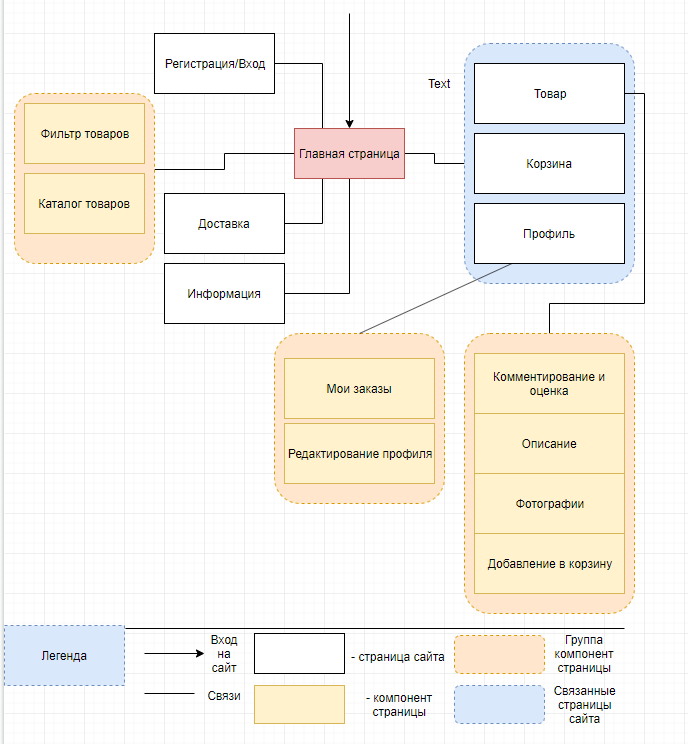 Регистрация/Вход
Text
Товар
Фильтр товаров
Главная страница
Корзина
Каталог товаров
Доставка
Профиль
Информация
Мои заказы
Редактирование профиля
Комментирование и
оценка
Описание
Фотографии
Добавление в корзину
Легенда
Вход
на
сайт
- страница сайта
Группа
компонент
страницы
Связи
- компонент
страницы
Связанные
страницы
сайта